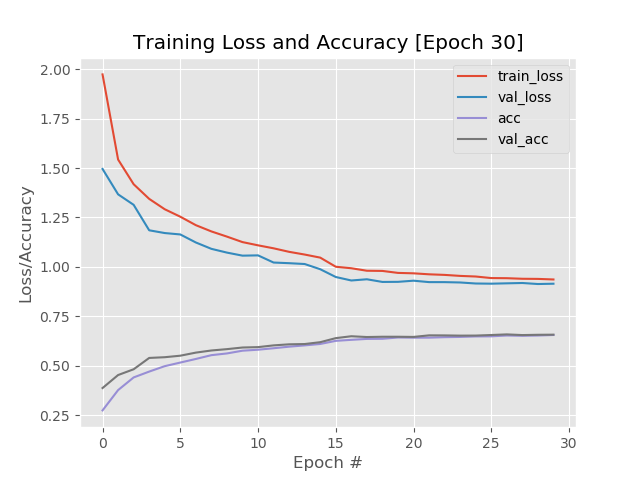 Training Loss and Accuracy [Epoch 30]
2.00
1.75
1.50
1.25
1.00
0.75
0.50
0.25
Loss/Accuracy
train_loss
val_loss
acc
val_acc
0 5 10 15 20 25 30
Epoch #